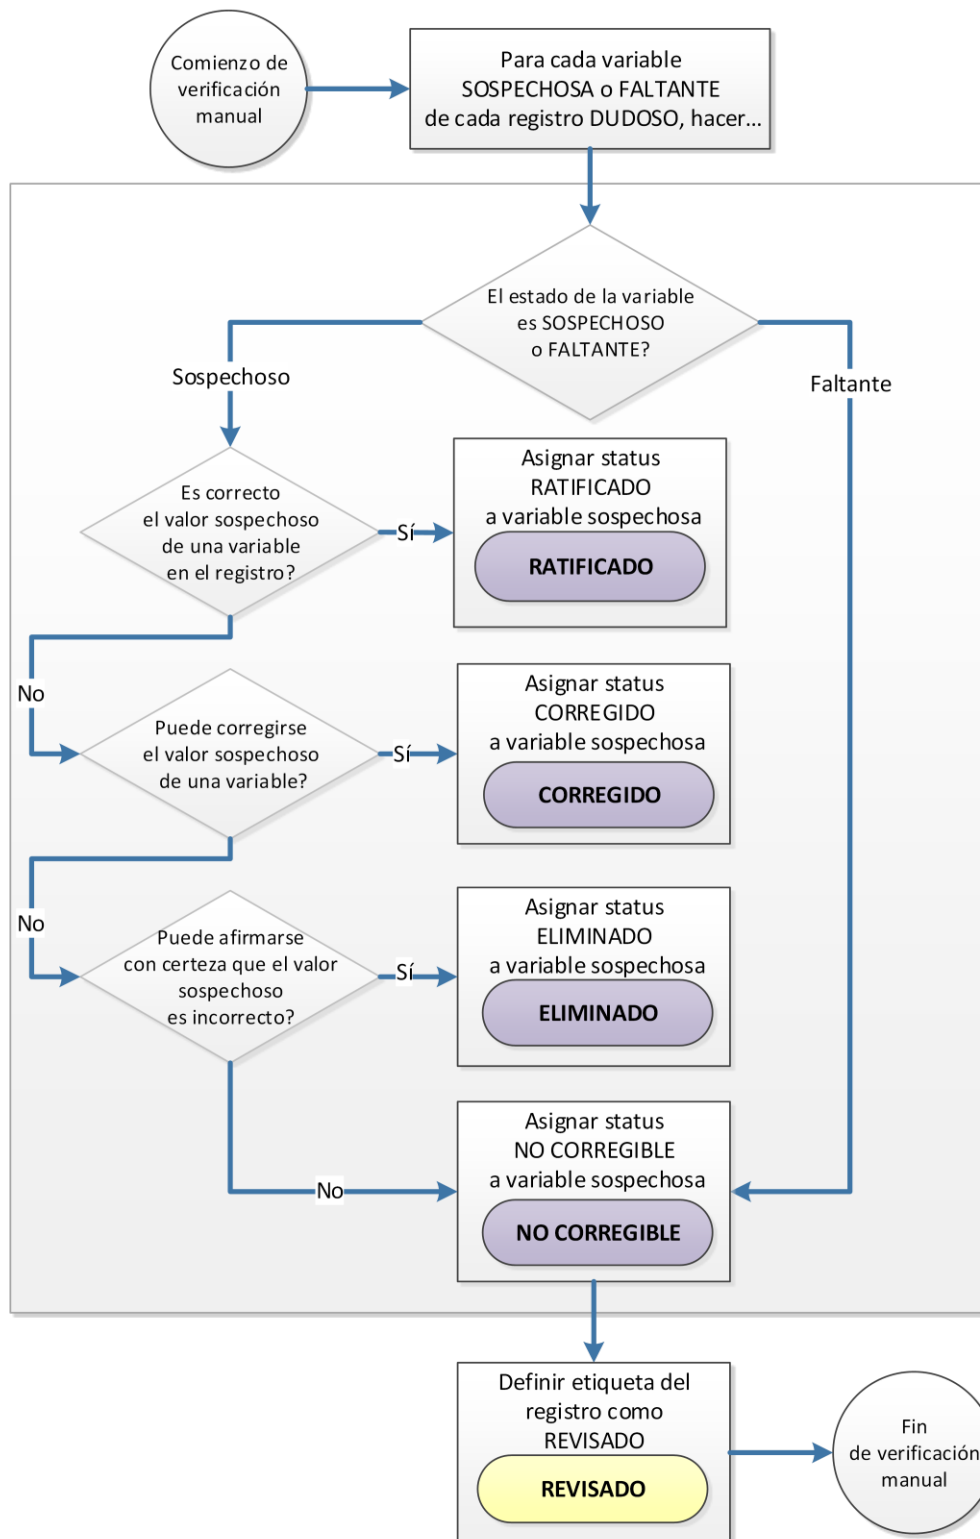 Comienzo de
verificación
manual
Para cada variable
SOSPECHOSA o FALTANTE
de cada registro DUDOSO, hacer...
El estado de la variable
es SOSPECHOSO
o FALTANTE?
Sospechoso
Faltante
Es correcto
el valor sospechoso
de una variable
en el registro?
Sí
Asignar status
RATIFICADO
a variable sospechosa
RATIFICADO
No
Puede corregirse
el valor sospechoso
de una variable?
Sí
Asignar status
CORREGIDO
a variable sospechosa
CORREGIDO
No
Puede afirmarse
con certeza que el valor
sospechoso
es incorrecto?
Sí
Asignar status
ELIMINADO
a variable sospechosa
ELIMINADO
No
Asignar status
NO CORREGIBLE
a variable sospechosa
NO CORREGIBLE
Definir etiqueta del
registro como
REVISADO
REVISADO
Fin
de verificación
manual